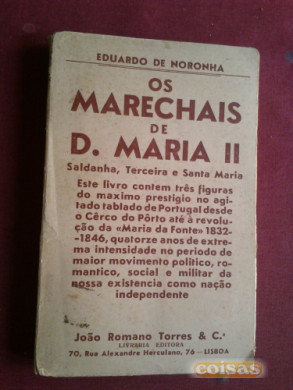 EDUARDO DE NORONHA
OS
MARECHAIS
DE
D. MARIA II
Saldanha, Terceira e Santa Maria
Este livro contem três figuras
do maximo prestigio no agi-
tado tablado de Portugal desde
o Cêrco do Pôrto até á revolu-
ção da «Maria da Fonte» 1832-
-1846, quatorze anos de extre-
ma intensidade no periodo de
maior movimento politico, ro-
mantico, social e militar da
nossa existencia como nação
independente
João Romano Torres & C.ª
LIVRARIA EDITORA
70, Rua Alexandre Herculano, 76 — LISBOA
coisas